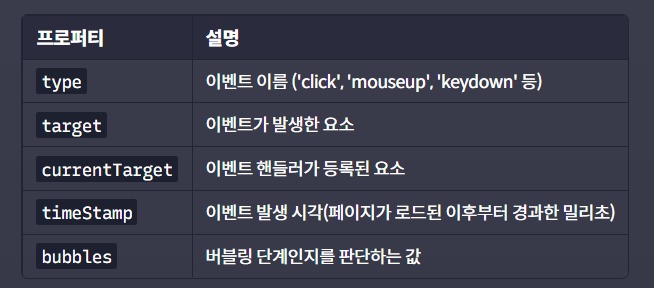 프로퍼티 설명
type 이벤트 이름 ('click', 'mouseup', 'keydown' 등)
target 이벤트가 발생한 요소
currentTarget 이벤트 핸들러가 등록된 요소
timeStamp 이벤트 발생 시각(페이지가 로드된 이후부터 경과한 밀리초)
bubbles 버블링 단계인지를 판단하는 값